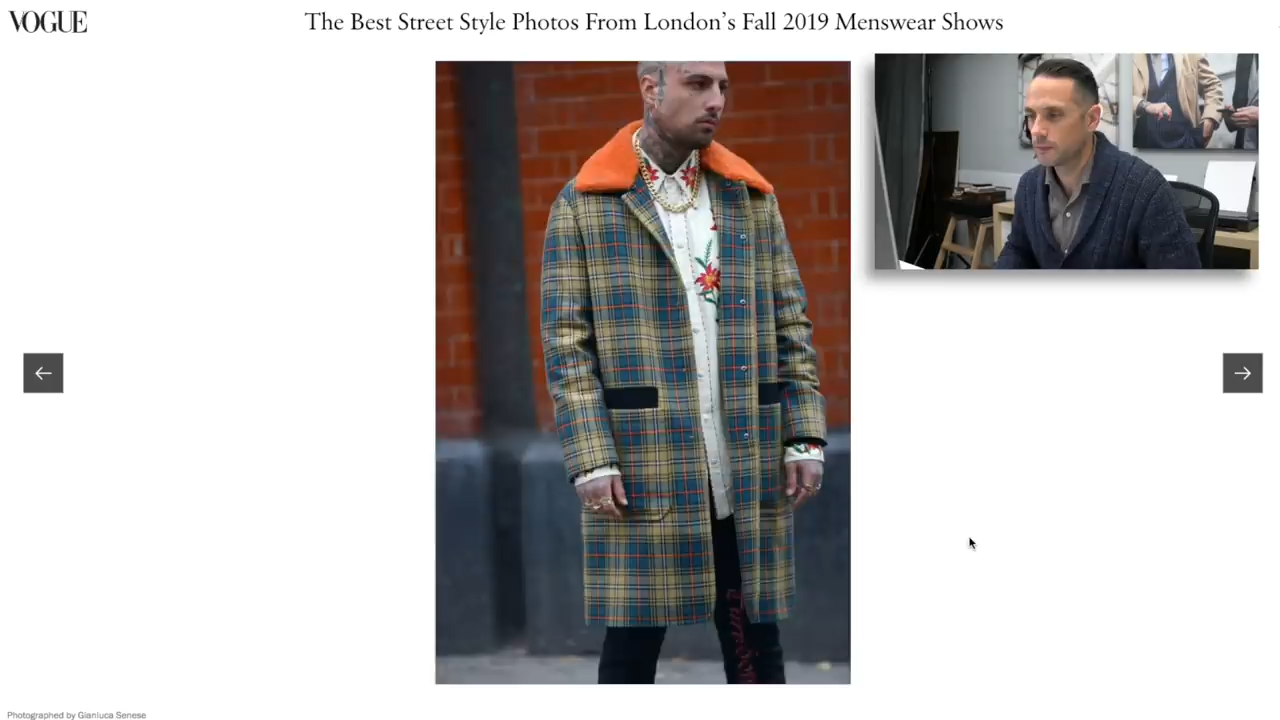 VOGUE
The Best Street Style Photos From London's Fall 2019 Menswear Shows
Photographed by Gianluca Senese